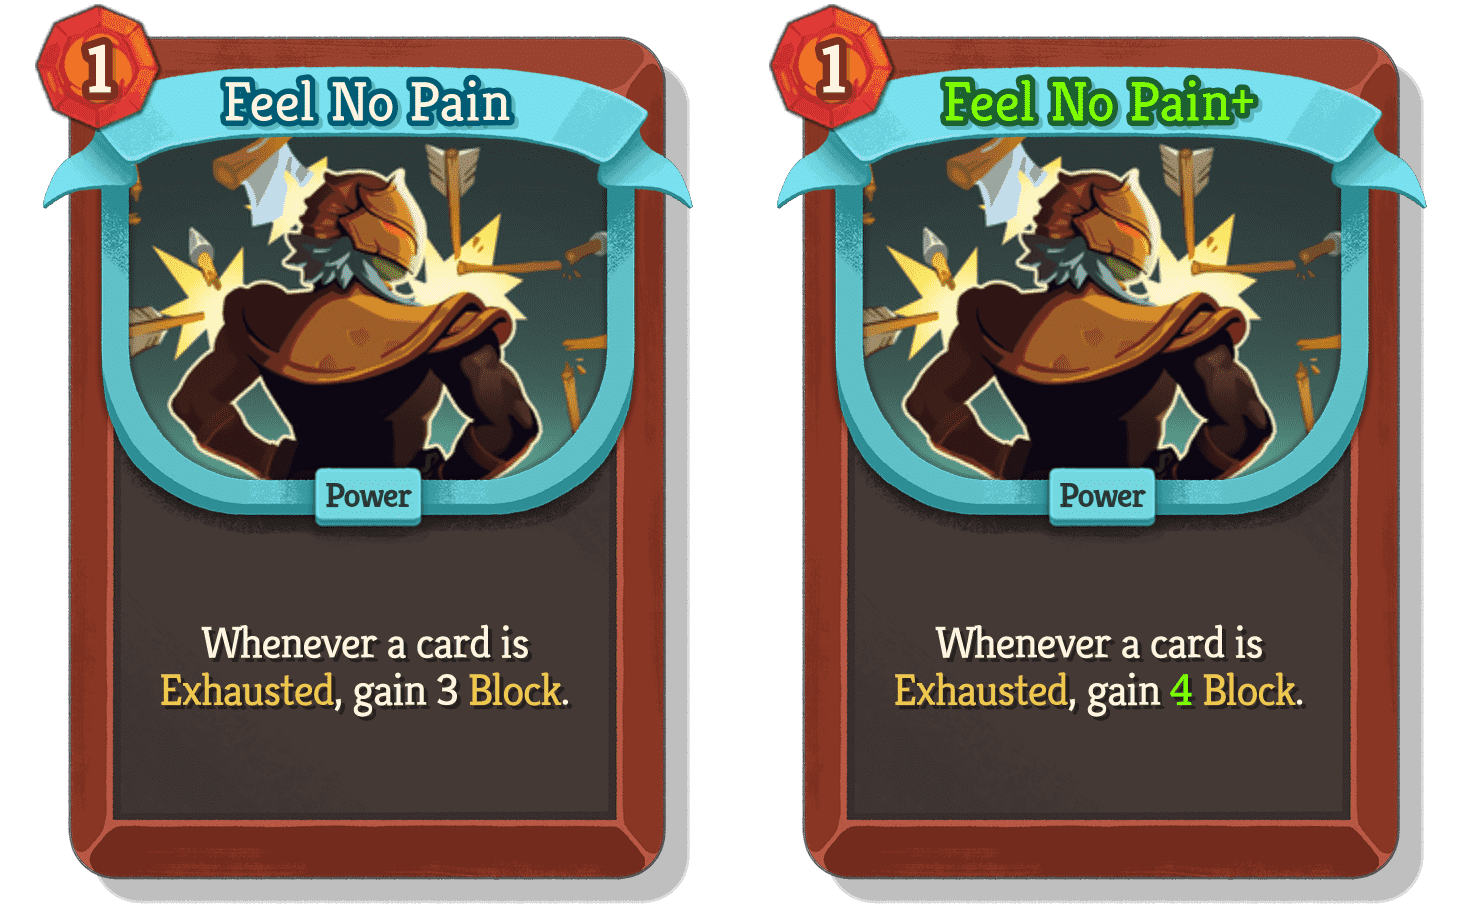 1
Feel No Pain
Power
Whenever a card is
Exhausted, gain 3 Block.
1
Feel No Pain+
Power
Whenever a card is
Exhausted, gain 4 Block.